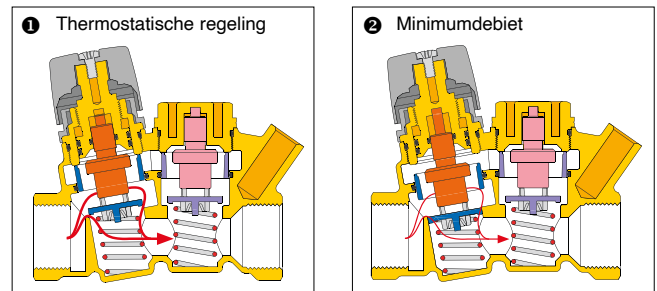 ❶ Thermostatische regeling
❷ Minimumdebiet